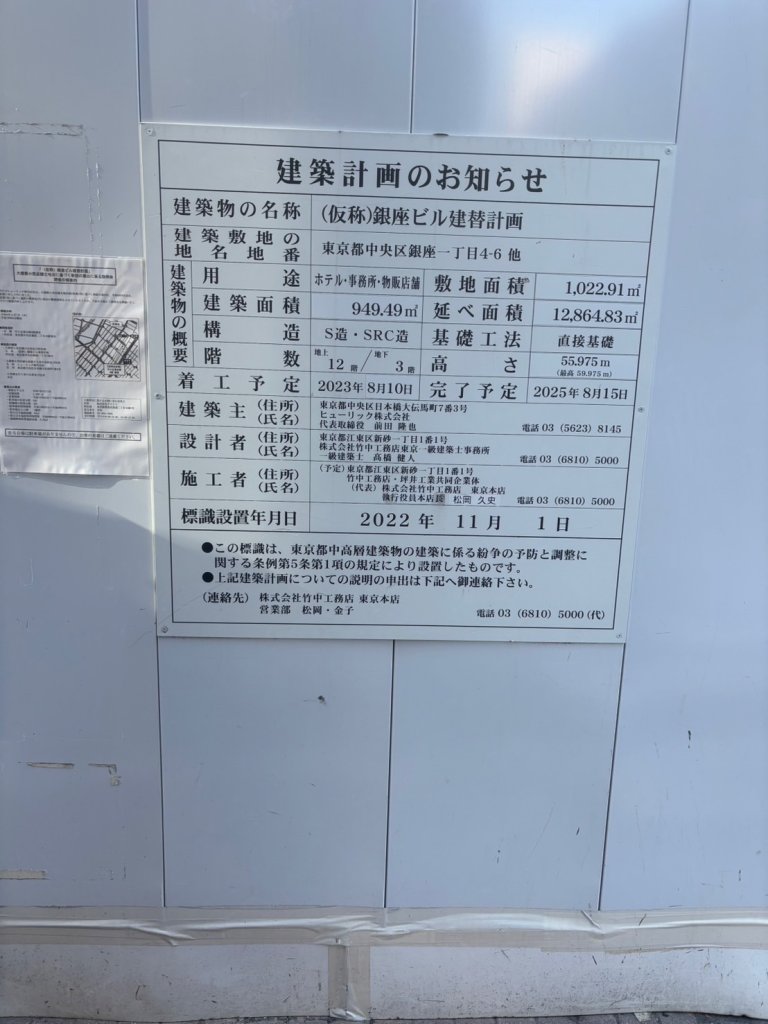 建築計画のお知らせ
建築物の名称 (仮称)銀座ビル建替計画
建築敷地の地名地番 東京都中央区銀座一丁目4-6 他
建築物の概要
用途 ホテル・事務所・物販店舗 敷地面積 1,022.91㎡
建築面積 949.49㎡ 延べ面積 12,864.83㎡
構造 S造・SRC造 基礎工法 直接基礎
階数 地上12階/地下3階 高さ 55.975m
(最高 59.975m)
着工予定 2023年8月10日 完了予定 2025年8月15日
建築主(住所)(氏名) 東京都中央区日本橋大伝馬町7番3号
ヒューリック株式会社
代表取締役 前田 隆也 電話 03 (5623) 8145
設計者(住所)(氏名) 東京都江東区新砂一丁目1番1号
株式会社竹中工務店東京一級建築士事務所
一級建築士 高橋 健人 電話 03 (6810) 5000
施工者(住所)(氏名) (予定)東京都江東区新砂一丁目1番1号
竹中工務店・坪井工業共同企業体
(代表)株式会社竹中工務店 東京本店
執行役員本店長 松岡 久史 電話 03 (6810) 5000
標識設置年月日 2022年 11月 1日
●この標識は、東京都中高層建築物の建築に係る紛争の予防と調整に
関する条例第5条第1項の規定により設置したものです。
●上記建築計画についての説明の申出は下記へ御連絡下さい。
(連絡先) 株式会社竹中工務店 東京本店
営業部 松岡・金子 電話 03 (6810) 5000 (代)